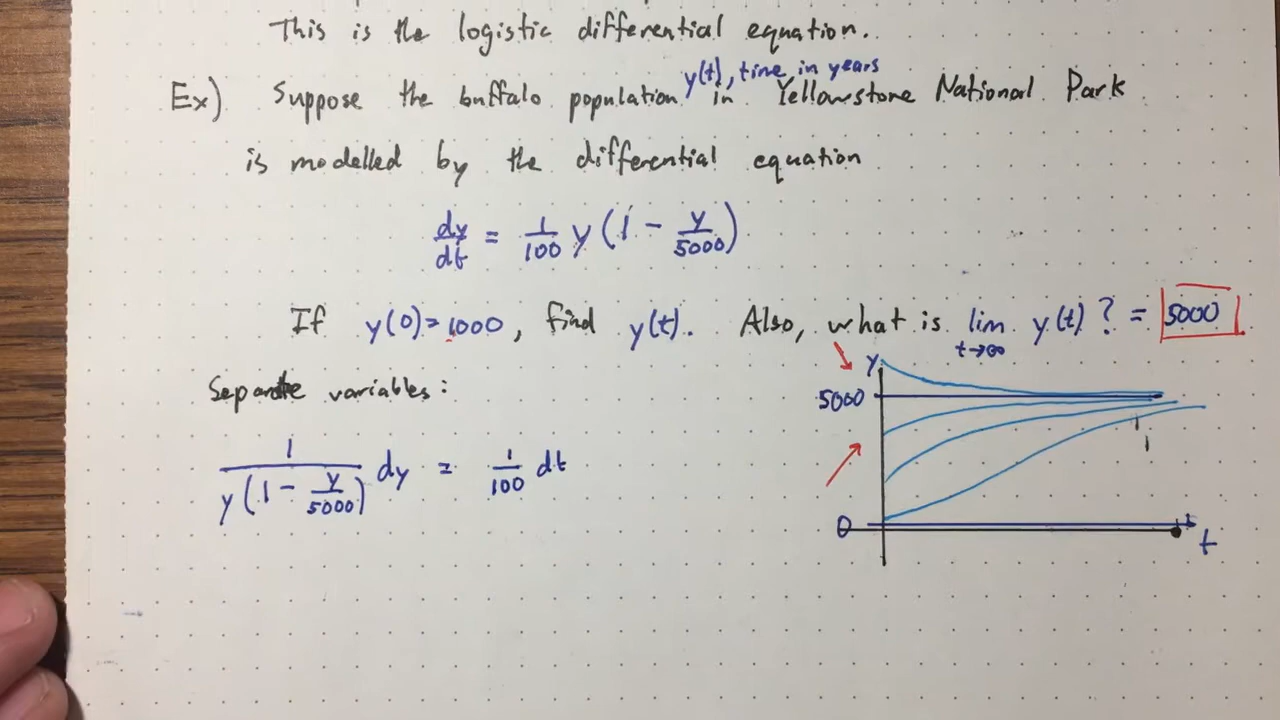 This is the logistic differential equation.
y(t), time in years
Ex) Suppose the buffalo population in Yellowstone National Park
is modelled by the differential equation
dy/dt = 1/100 y (1 - y/5000)
If y(0) = 1000, find y(t). Also, what is lim t→∞ y(t)? = 5000
Separate variables:
y
5000
1/(y(1 - y/5000)) dy = 1/100 dt
0
t